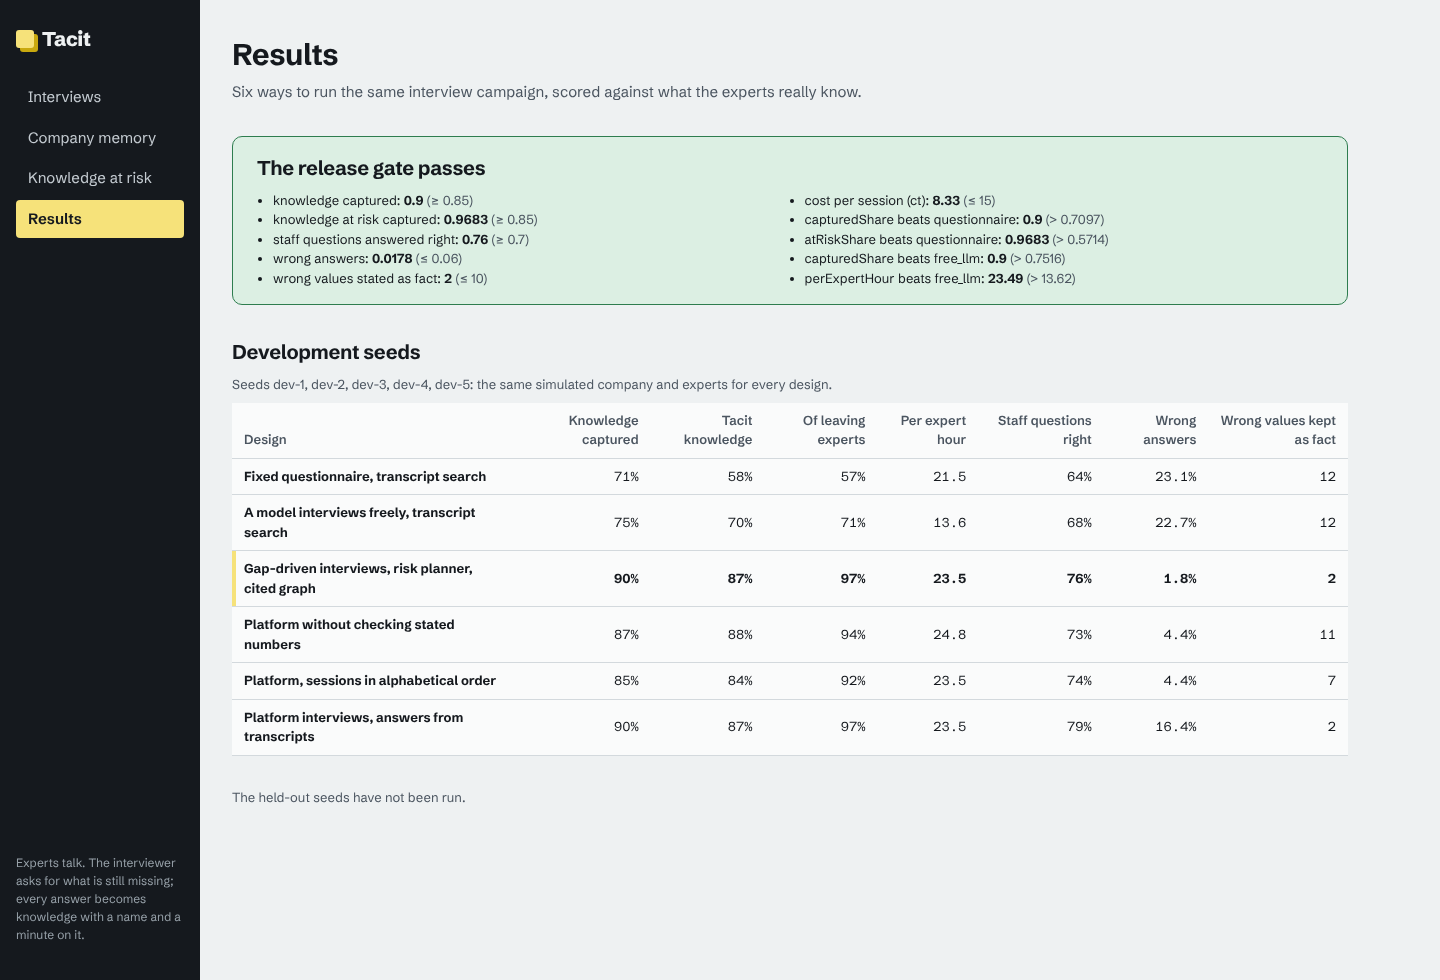 Tacit
Interviews
Company memory
Knowledge at risk
Results
Experts talk. The interviewer
asks for what is still missing;
every answer becomes
knowledge with a name and a
minute on it.
Results
Six ways to run the same interview campaign, scored against what the experts really know.
The release gate passes
• knowledge captured: 0.9 (≥ 0.85)
• knowledge at risk captured: 0.9683 (≥ 0.85)
• staff questions answered right: 0.76 (≥ 0.7)
• wrong answers: 0.0178 (≤ 0.06)
• wrong values stated as fact: 2 (≤ 10)
• cost per session (ct): 8.33 (≤ 15)
• capturedShare beats questionnaire: 0.9 (> 0.7097)
• atRiskShare beats questionnaire: 0.9683 (> 0.5714)
• capturedShare beats free_llm: 0.9 (> 0.7516)
• perExpertHour beats free_llm: 23.49 (> 13.62)
Development seeds
Seeds dev-1, dev-2, dev-3, dev-4, dev-5: the same simulated company and experts for every design.
Design Knowledge captured Tacit knowledge Of leaving experts Per expert hour Staff questions right Wrong answers Wrong values kept as fact
Fixed questionnaire, transcript search 71% 58% 57% 21.5 64% 23.1% 12
A model interviews freely, transcript search 75% 70% 71% 13.6 68% 22.7% 12
Gap-driven interviews, risk planner, cited graph 90% 87% 97% 23.5 76% 1.8% 2
Platform without checking stated numbers 87% 88% 94% 24.8 73% 4.4% 11
Platform, sessions in alphabetical order 85% 84% 92% 23.5 74% 4.4% 7
Platform interviews, answers from transcripts 90% 87% 97% 23.5 79% 16.4% 2
The held-out seeds have not been run.